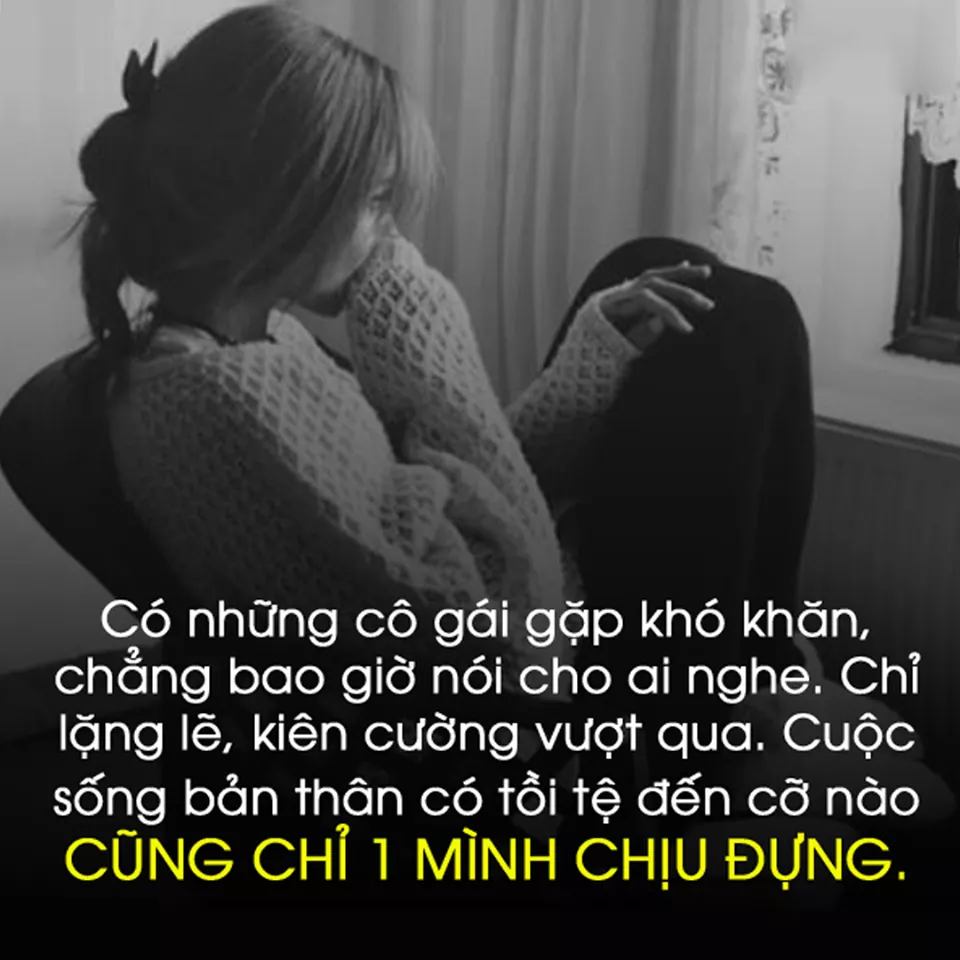 Có những cô gái gặp khó khăn,
chẳng bao giờ nói cho ai nghe. Chỉ
lặng lẽ, kiên cường vượt qua. Cuộc
sống bản thân có tồi tệ đến cỡ nào
CŨNG CHỈ 1 MÌNH CHỊU ĐỰNG.